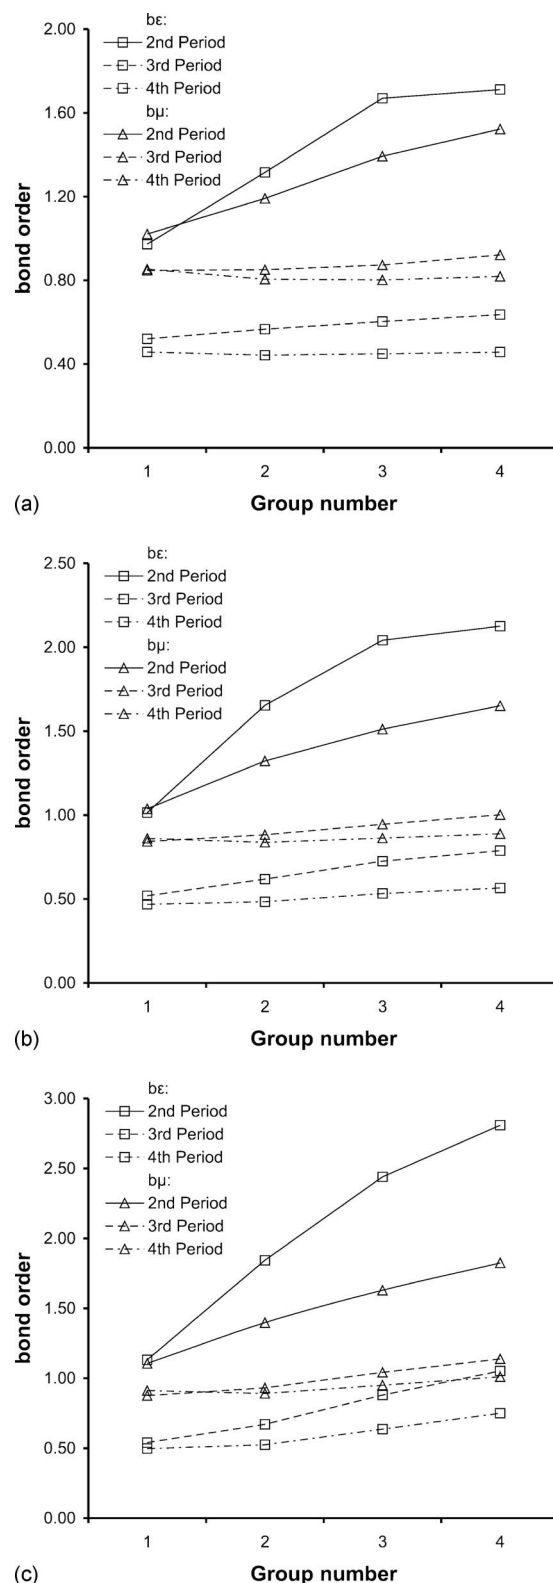 bε:
2nd Period
3rd Period
4th Period
bμ:
2nd Period
3rd Period
4th Period
2.00
1.60
1.20
0.80
0.40
0.00
bond order
1 2 3 4
(a) Group number
bε:
2nd Period
3rd Period
4th Period
bμ:
2nd Period
3rd Period
4th Period
2.50
2.00
1.50
1.00
0.50
0.00
bond order
1 2 3 4
(b) Group number
bε:
2nd Period
3rd Period
4th Period
bμ:
2nd Period
3rd Period
4th Period
3.00
2.50
2.00
1.50
1.00
0.50
0.00
bond order
1 2 3 4
(c) Group number